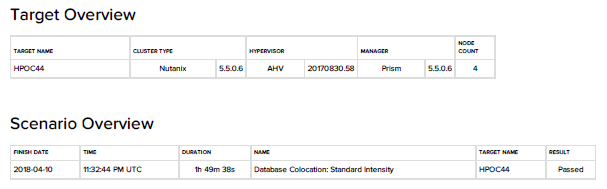 Target Overview
TARGET NAME CLUSTER TYPE HYPERVISOR MANAGER NODE COUNT
HPOC44 Nutanix 5.5.0.6 AHV 20170830.58 Prism 5.5.0.6 4
Scenario Overview
FINISH DATE TIME DURATION NAME TARGET NAME RESULT
2018-04-10 11:32:44 PM UTC 1h 49m 38s Database Colocation: Standard Intensity HPOC44 Passed